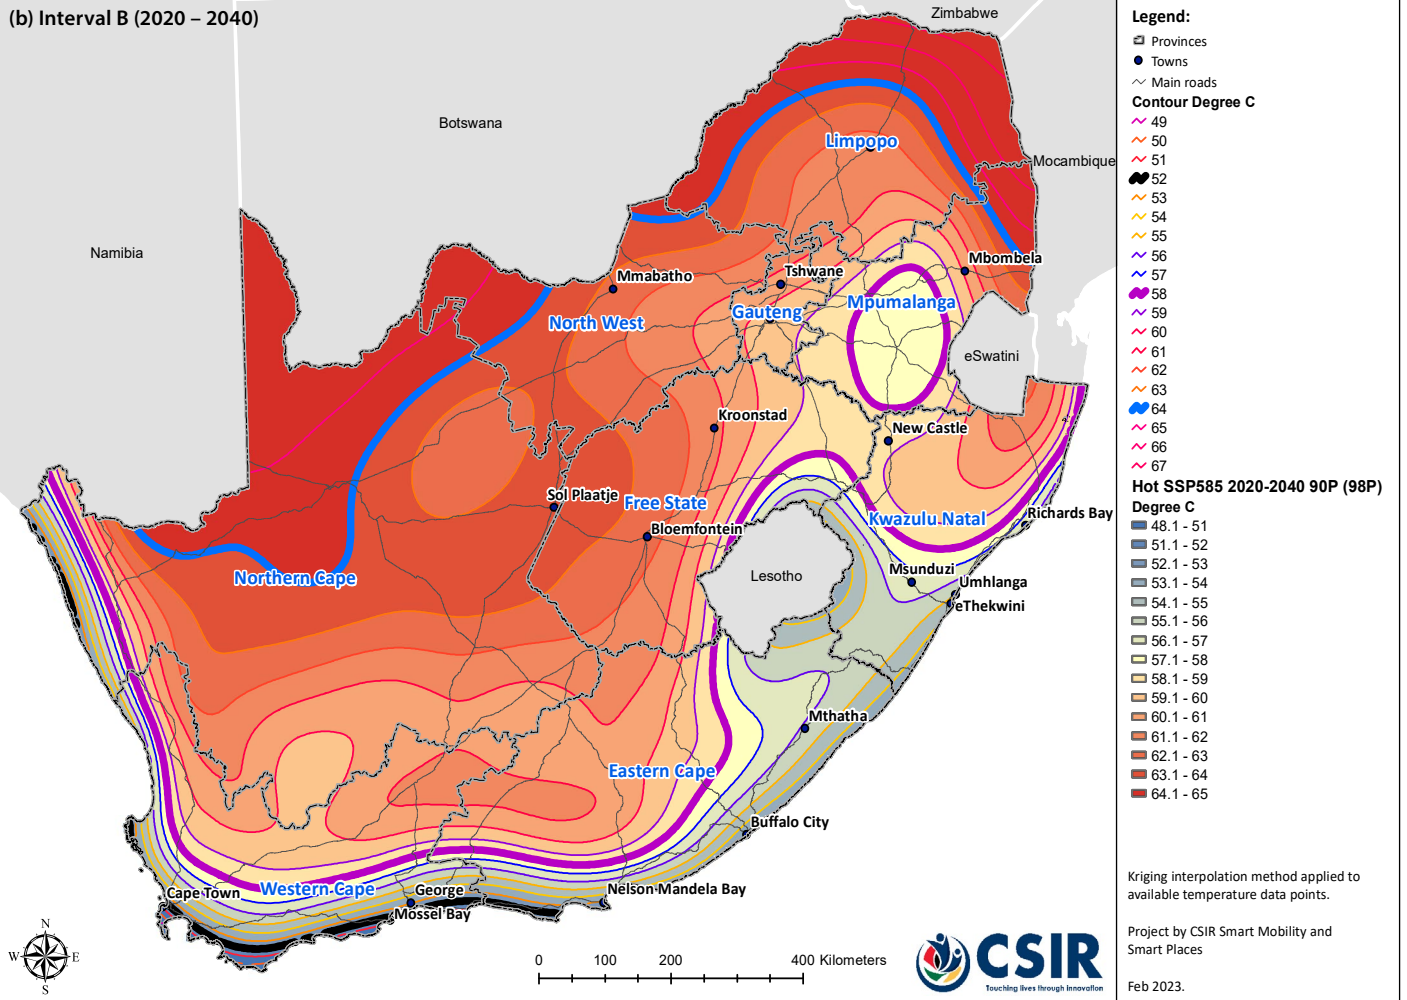 (b) Interval B (2020 – 2040)
Zimbabwe
Botswana
Mocambique
Namibia
Limpopo
Mbombela
Mmabatho
Tshwane
North West
Gauteng
Mpumalanga
eSwatini
Kroonstad
New Castle
Sol Plaatje
Free State
Bloemfontein
Kwazulu Natal
Richards Bay
Northern Cape
Lesotho
Msunduzi
Umhlanga
eThekwini
Mthatha
Eastern Cape
Buffalo City
Cape Town
Western Cape
George
Nelson Mandela Bay
Mossel Bay
N
W
E
S
0 100 200 400 Kilometers
CSIR
Touching lives through innovation
Legend:
Provinces
Towns
Main roads
Contour Degree C
49
50
51
52
53
54
55
56
57
58
59
60
61
62
63
64
65
66
67
Hot SSP585 2020-2040 90P (98P)
Degree C
48.1 - 51
51.1 - 52
52.1 - 53
53.1 - 54
54.1 - 55
55.1 - 56
56.1 - 57
57.1 - 58
58.1 - 59
59.1 - 60
60.1 - 61
61.1 - 62
62.1 - 63
63.1 - 64
64.1 - 65
Kriging interpolation method applied to
available temperature data points.
Project by CSIR Smart Mobility and
Smart Places
Feb 2023.